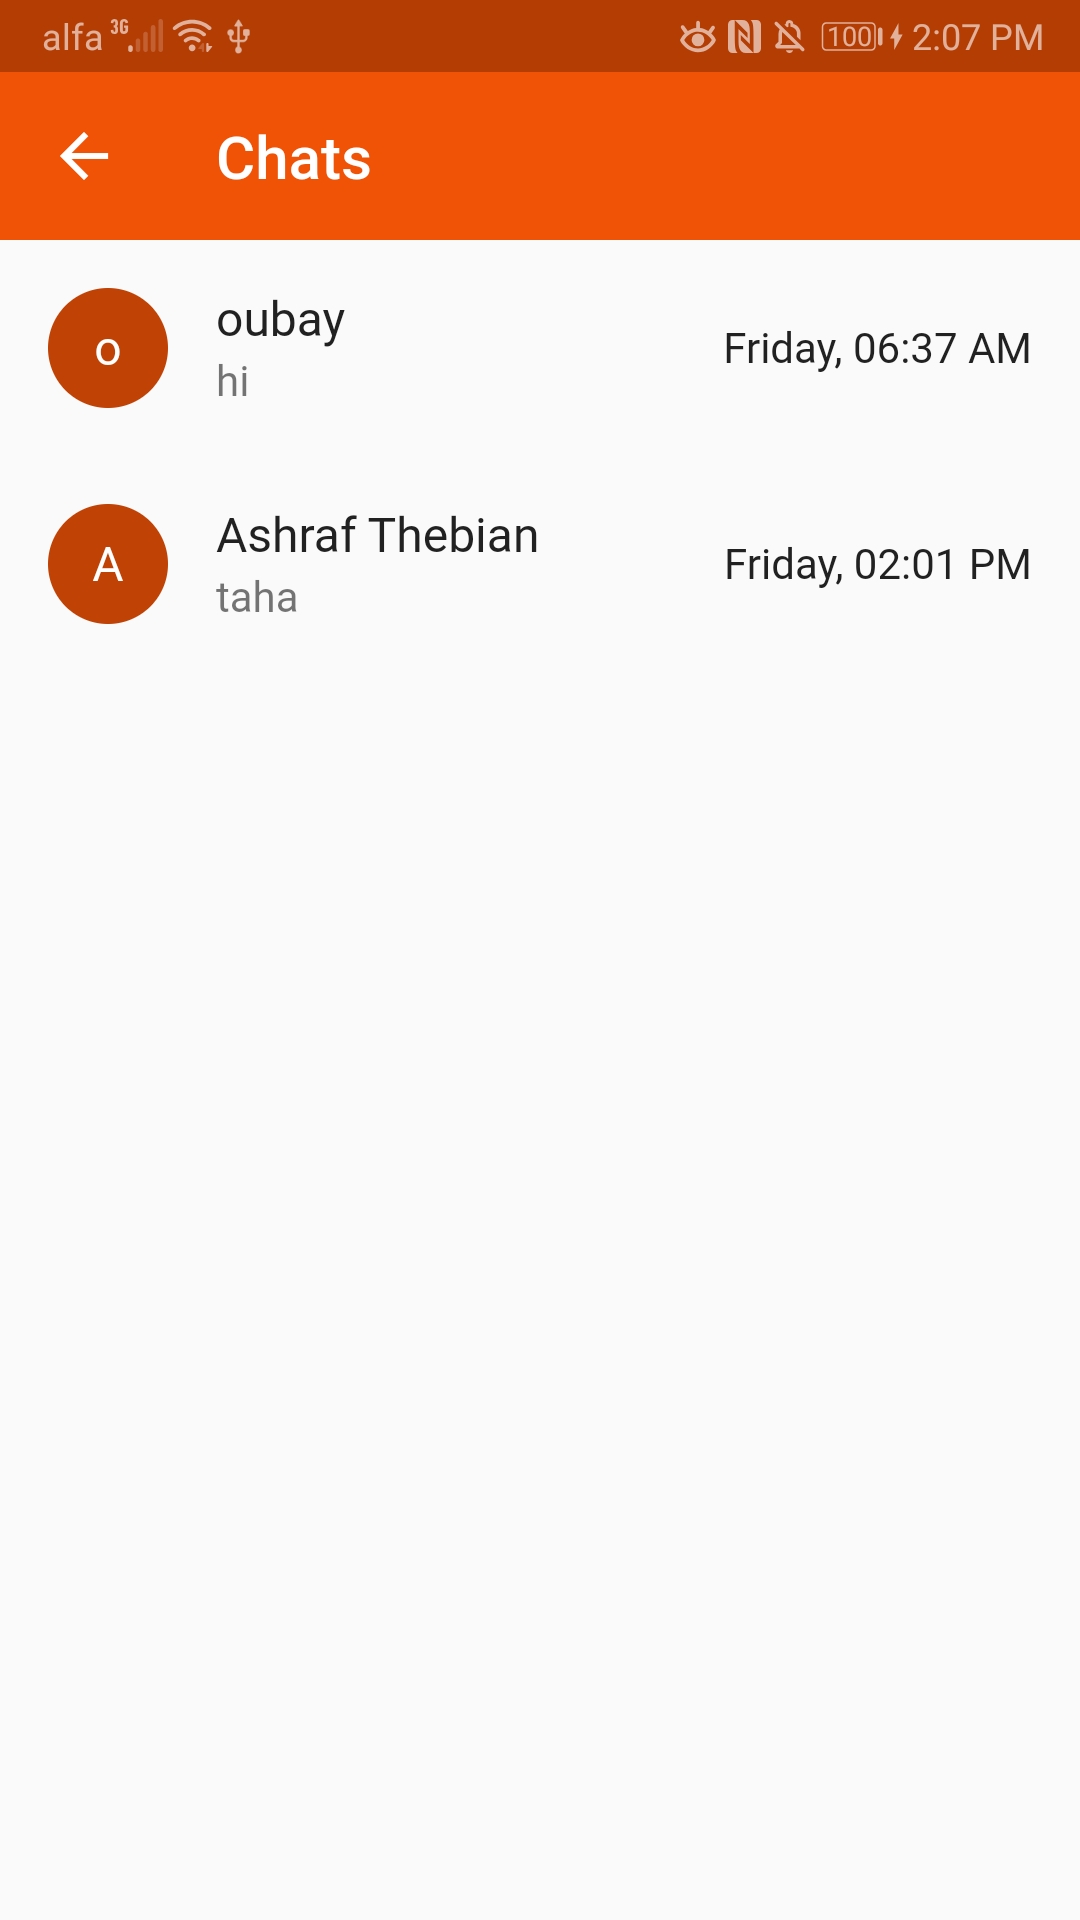 alfa 3G 100 2:07 PM
Chats
o
oubay
hi
Friday, 06:37 AM
A
Ashraf Thebian
taha
Friday, 02:01 PM